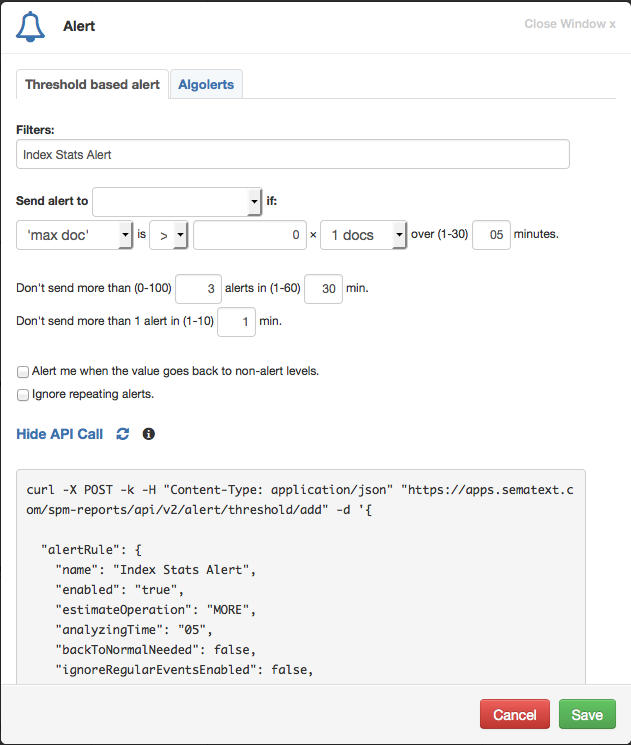 Alert
Close Window x
Threshold based alert
Algolerts
Filters:
Index Stats Alert
Send alert to if:
'max doc' is > 0 × 1 docs over (1-30) 05 minutes.
Don't send more than (0-100) 3 alerts in (1-60) 30 min.
Don't send more than 1 alert in (1-10) 1 min.
Alert me when the value goes back to non-alert levels.
Ignore repeating alerts.
Hide API Call
curl -X POST -k -H "Content-Type: application/json" "https://apps.sematext.c
om/spm-reports/api/v2/alert/threshold/add" -d '{
"alertRule": {
"name": "Index Stats Alert",
"enabled": "true",
"estimateOperation": "MORE",
"analyzingTime": "05",
"backToNormalNeeded": false,
"ignoreRegularEventsEnabled": false,
Cancel
Save